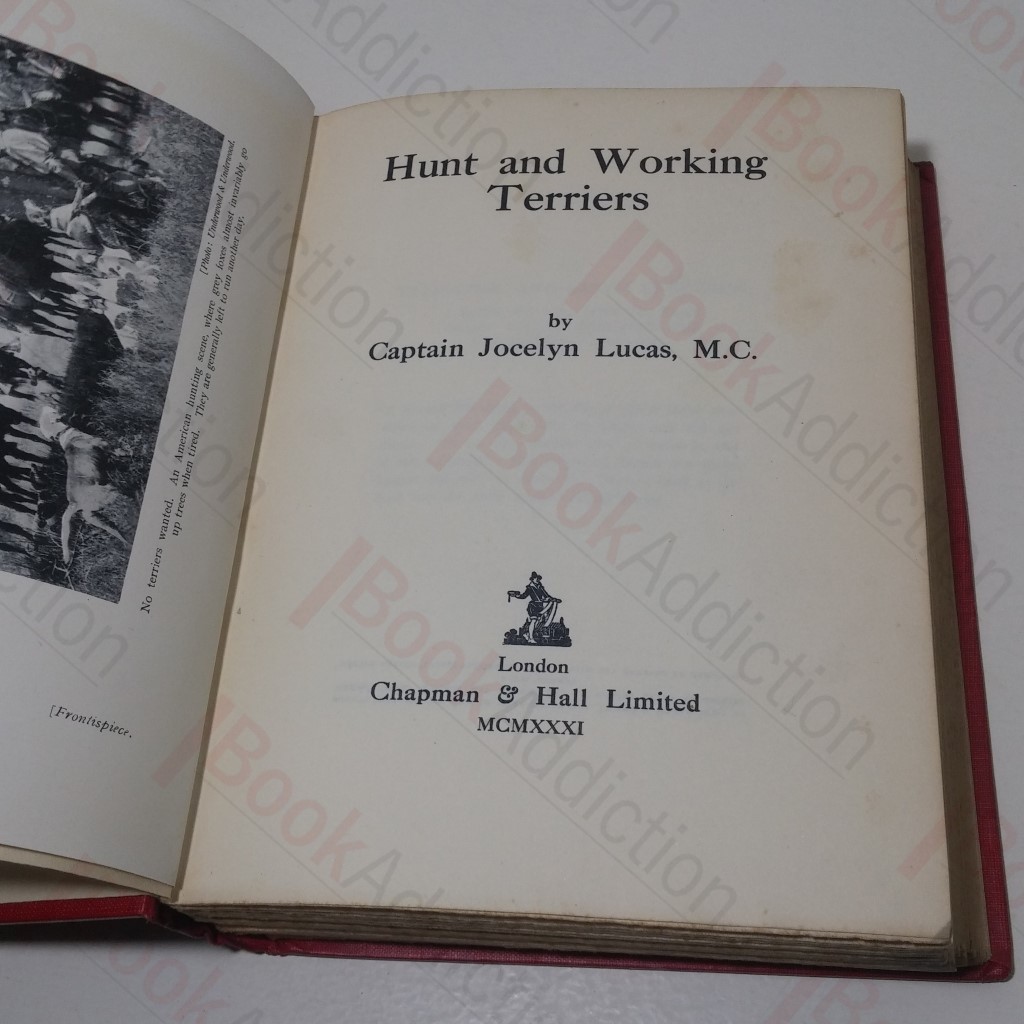 [Photo: Underwood & Underwood.
No terriers wanted. An American hunting scene, where grey foxes almost invariably go
up trees when tired. They are generally left to run another day.
[Frontispiece.
Hunt and Working
Terriers
by
Captain Jocelyn Lucas, M.C.
London
Chapman & Hall Limited
MCMXXXI
BookAddiction